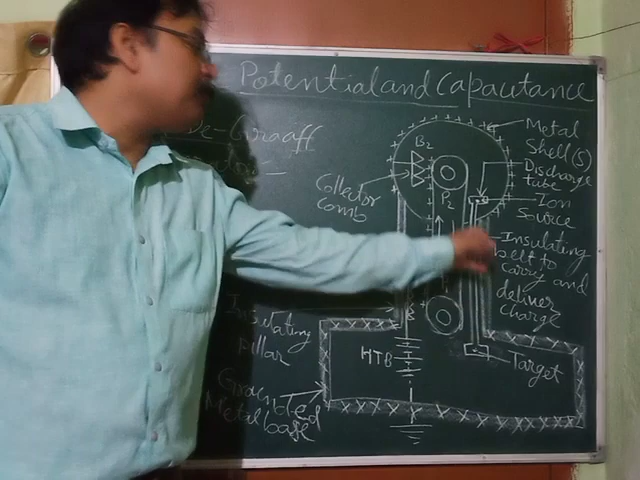 Potential and Capacitance
De-Graaff
Metal
Shell(S)
B2
Discharge
tube
Collector
comb
P2
Ion
Source
Insulating
belt to
carry and
deliver
charge
Insulating
Pillar
HTB
Target
Grounded
Metal base